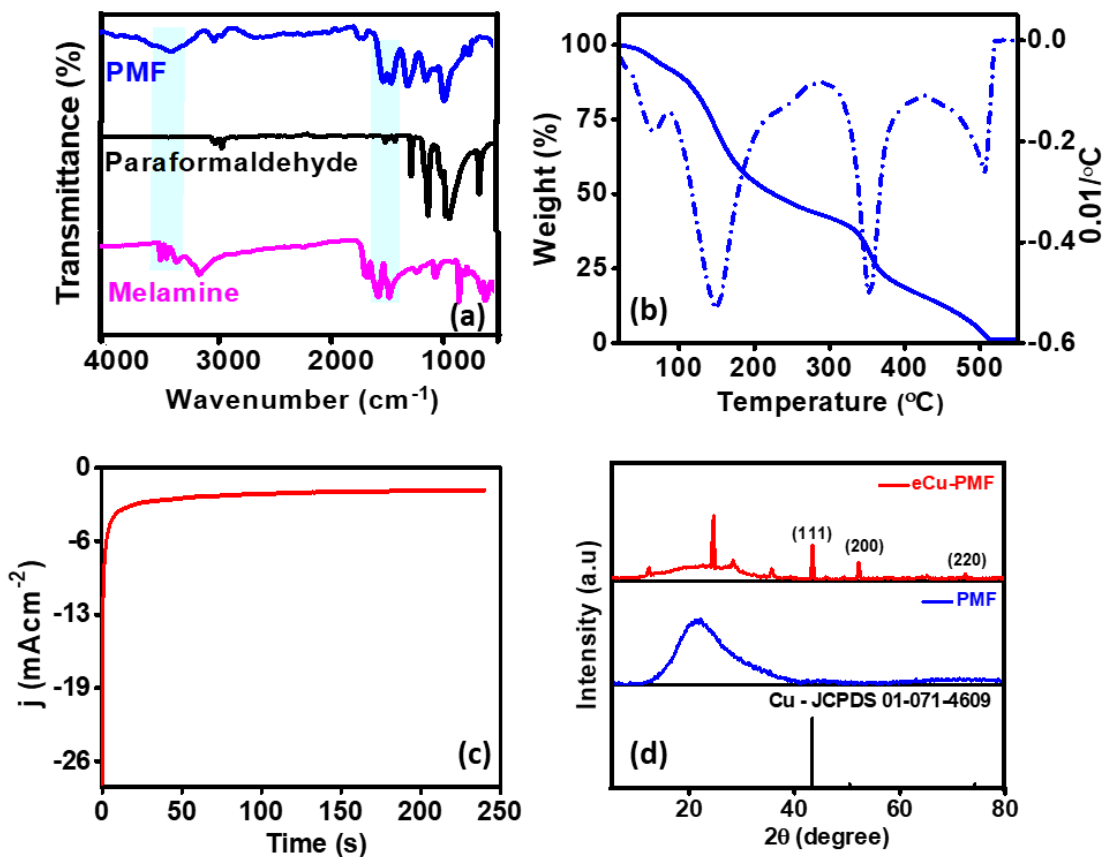 PMF
Paraformaldehyde
Melamine
(a)
Transmittance (%)
4000 3000 2000 1000
Wavenumber (cm⁻¹)
100
75
50
25
0
Weight (%)
0.0
-0.2
-0.4
-0.6
0.01/°C
(b)
100 200 300 400 500
Temperature (°C)
0
-6
-13
-19
-26
j (mAcm⁻²)
(c)
0 50 100 150 200 250
Time (s)
eCu-PMF
(111)
(200)
(220)
PMF
Cu - JCPDS 01-071-4609
(d)
Intensity (a.u)
20 40 60 80
2θ (degree)